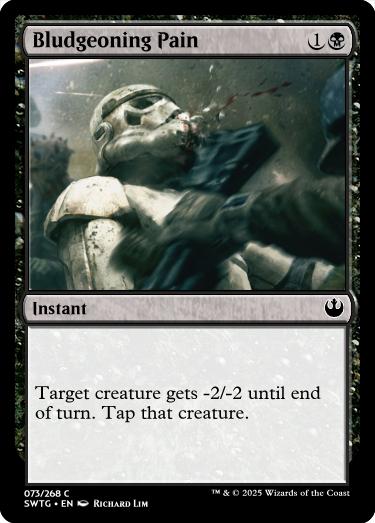 Bludgeoning Pain 1
Instant
Target creature gets -2/-2 until end
of turn. Tap that creature.
073/268 C
SWTG • EN Richard Lim
™ & © 2025 Wizards of the Coast